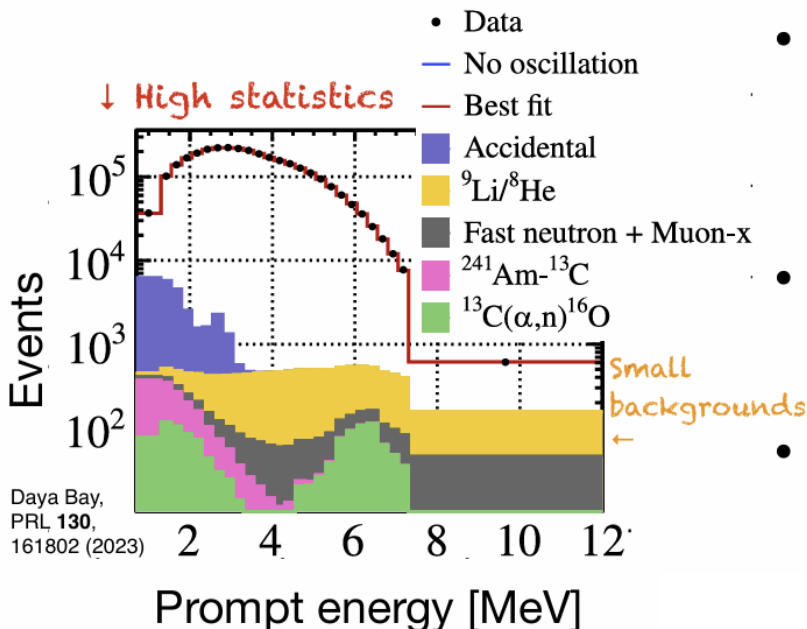 • Data
— No oscillation
↓ High statistics
— Best fit
Accidental
⁹Li/⁸He
Fast neutron + Muon-x
²⁴¹Am-¹³C
¹³C(α,n)¹⁶O
10⁵
10⁴
10³
10²
Events
Small
backgrounds
←
Daya Bay,
PRL 130,
161802 (2023)
2 4 6 8 10 12
Prompt energy [MeV]